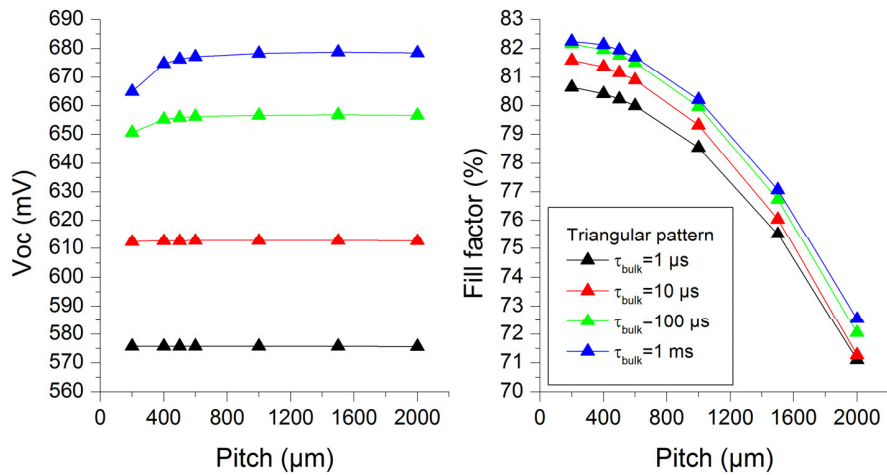 Voc (mV)
690
680
670
660
650
640
630
620
610
600
590
580
570
560
0 400 800 1200 1600 2000
Pitch (µm)
Fill factor (%)
83
82
81
80
79
78
77
76
75
74
73
72
71
70
Triangular pattern
τbulk=1 µs
τbulk=10 µs
τbulk=100 µs
τbulk=1 ms
0 400 800 1200 1600 2000
Pitch (µm)